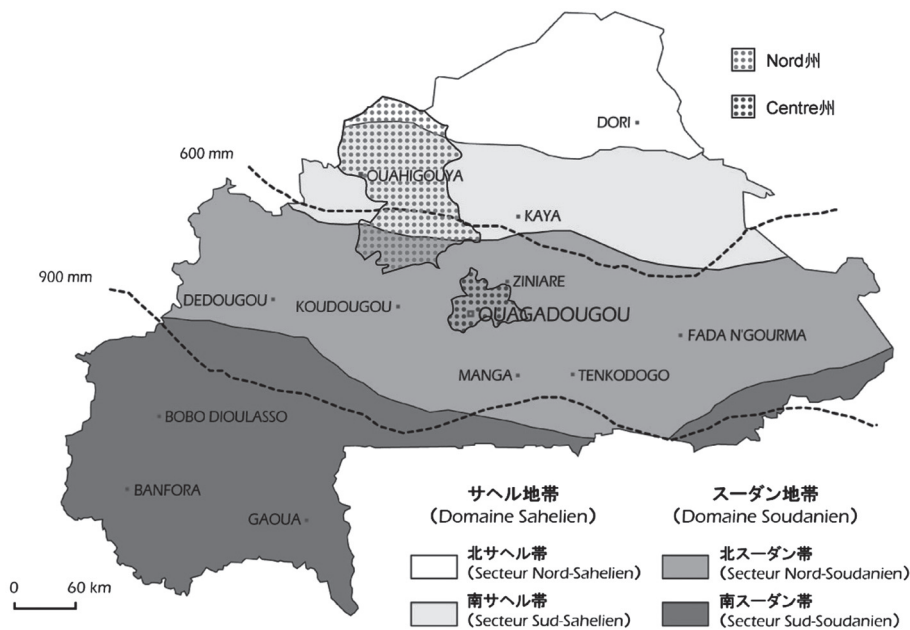 Nord州
Centre州
DORI
600 mm
OUAHIGOUYA
KAYA
900 mm
ZINIARE
DEDOUGOU
KOUDOUGOU
OUAGADOUGOU
FADA N'GOURMA
MANGA
TENKODOGO
BOBO DIOULASSO
BANFORA
GAOUA
サヘル地帯
(Domaine Sahelien)
スーダン地帯
(Domaine Soudanien)
北サヘル帯
(Secteur Nord-Sahelien)
北スーダン帯
(Secteur Nord-Soudanien)
南サヘル帯
(Secteur Sud-Sahelien)
南スーダン帯
(Secteur Sud-Soudanien)
0 60 km